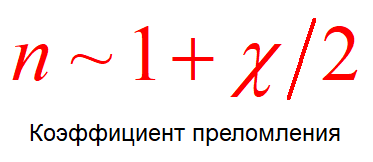 n ~ 1 + χ/2
Коэффициент преломления